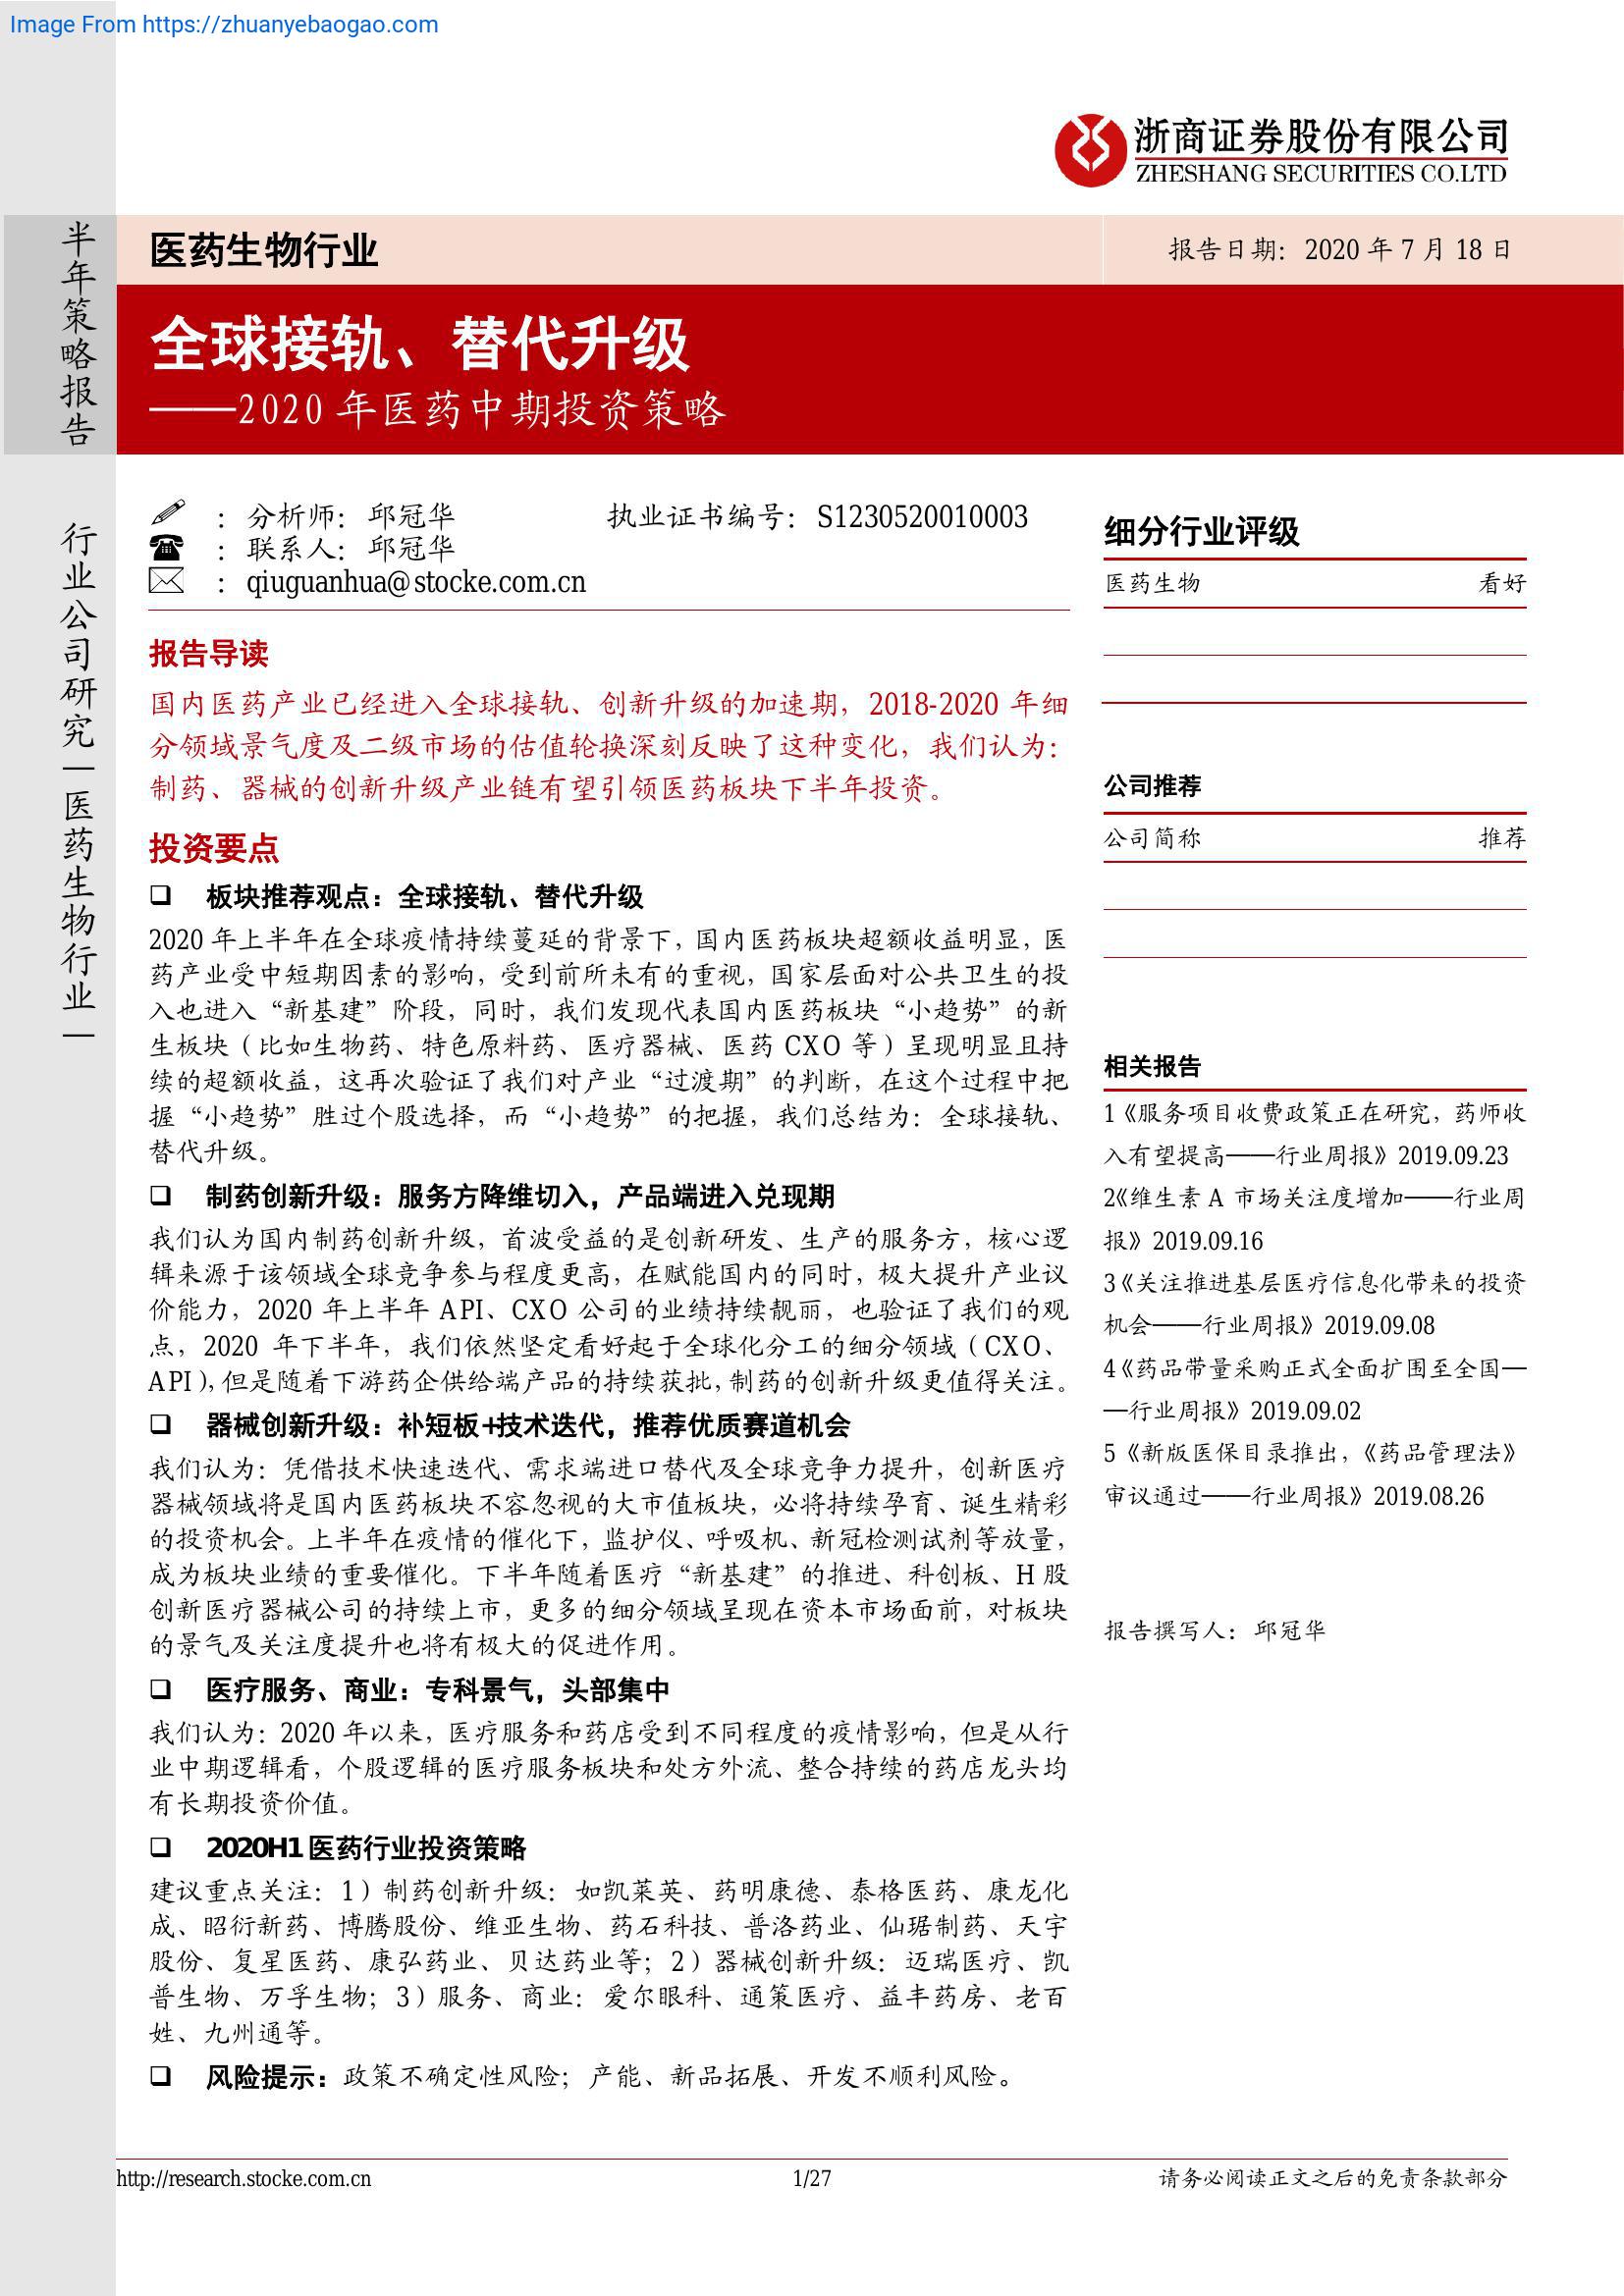 Image From https://zhuanyebaogao.com
浙商证券股份有限公司
ZHESHANG SECURITIES CO.LTD
半年策略报告
行业公司研究｜医药生物行业｜
医药生物行业
报告日期：2020 年 7 月 18 日
全球接轨、替代升级
——2020 年医药中期投资策略
：分析师：邱冠华 执业证书编号：S1230520010003
：联系人：邱冠华
：qiuguanhua@stocke.com.cn
报告导读
国内医药产业已经进入全球接轨、创新升级的加速期，2018-2020 年细
分领域景气度及二级市场的估值轮换深刻反映了这种变化，我们认为：
制药、器械的创新升级产业链有望引领医药板块下半年投资。
投资要点
❑ 板块推荐观点：全球接轨、替代升级
2020 年上半年在全球疫情持续蔓延的背景下，国内医药板块超额收益明显，医
药产业受中短期因素的影响，受到前所未有的重视，国家层面对公共卫生的投
入也进入“新基建”阶段，同时，我们发现代表国内医药板块“小趋势”的新
生板块（比如生物药、特色原料药、医疗器械、医药 CXO 等）呈现明显且持
续的超额收益，这再次验证了我们对产业“过渡期”的判断，在这个过程中把
握“小趋势”胜过个股选择，而“小趋势”的把握，我们总结为：全球接轨、
替代升级。
❑ 制药创新升级：服务方降维切入，产品端进入兑现期
我们认为国内制药创新升级，首波受益的是创新研发、生产的服务方，核心逻
辑来源于该领域全球竞争参与程度更高，在赋能国内的同时，极大提升产业议
价能力，2020 年上半年 API、CXO 公司的业绩持续靓丽，也验证了我们的观
点，2020 年下半年，我们依然坚定看好起于全球化分工的细分领域（CXO、
API），但是随着下游药企供给端产品的持续获批，制药的创新升级更值得关注。
❑ 器械创新升级：补短板+技术迭代，推荐优质赛道机会
我们认为：凭借技术快速迭代、需求端进口替代及全球竞争力提升，创新医疗
器械领域将是国内医药板块不容忽视的大市值板块，必将持续孕育、诞生精彩
的投资机会。上半年在疫情的催化下，监护仪、呼吸机、新冠检测试剂等放量，
成为板块业绩的重要催化。下半年随着医疗“新基建”的推进、科创板、H 股
创新医疗器械公司的持续上市，更多的细分领域呈现在资本市场面前，对板块
的景气及关注度提升也将有极大的促进作用。
❑ 医疗服务、商业：专科景气，头部集中
我们认为：2020 年以来，医疗服务和药店受到不同程度的疫情影响，但是从行
业中期逻辑看，个股逻辑的医疗服务板块和处方外流、整合持续的药店龙头均
有长期投资价值。
❑ 2020H1 医药行业投资策略
建议重点关注：1）制药创新升级：如凯莱英、药明康德、泰格医药、康龙化
成、昭衍新药、博腾股份、维亚生物、药石科技、普洛药业、仙琚制药、天宇
股份、复星医药、康弘药业、贝达药业等；2）器械创新升级：迈瑞医疗、凯
普生物、万孚生物；3）服务、商业：爱尔眼科、通策医疗、益丰药房、老百
姓、九州通等。
❑ 风险提示：政策不确定性风险；产能、新品拓展、开发不顺利风险。
细分行业评级
医药生物 看好
公司推荐
公司简称 推荐
相关报告
1《服务项目收费政策正在研究，药师收
入有望提高——行业周报》2019.09.23
2《维生素 A 市场关注度增加——行业周
报》2019.09.16
3《关注推进基层医疗信息化带来的投资
机会——行业周报》2019.09.08
4《药品带量采购正式全面扩围至全国—
—行业周报》2019.09.02
5《新版医保目录推出，《药品管理法》
审议通过——行业周报》2019.08.26
报告撰写人：邱冠华
http://research.stocke.com.cn
1/27
请务必阅读正文之后的免责条款部分